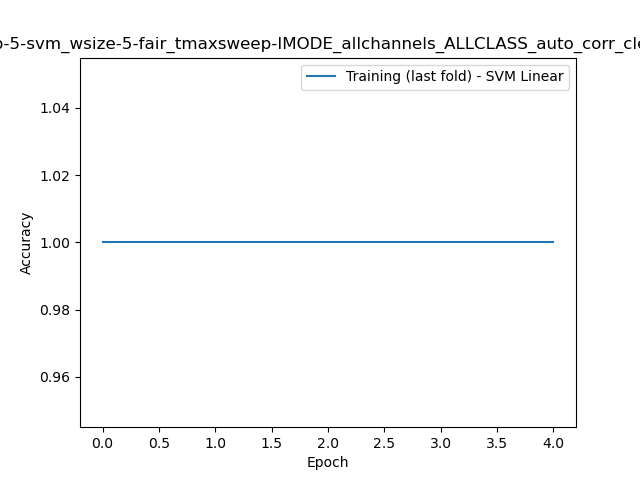 -5-svm_wsize-5-fair_tmaxsweep-IMODE_allchannels_ALLCLASS_auto_corr_cle
Training (last fold) - SVM Linear
1.04
1.02
1.00
0.98
0.96
Accuracy
0.0 0.5 1.0 1.5 2.0 2.5 3.0 3.5 4.0
Epoch